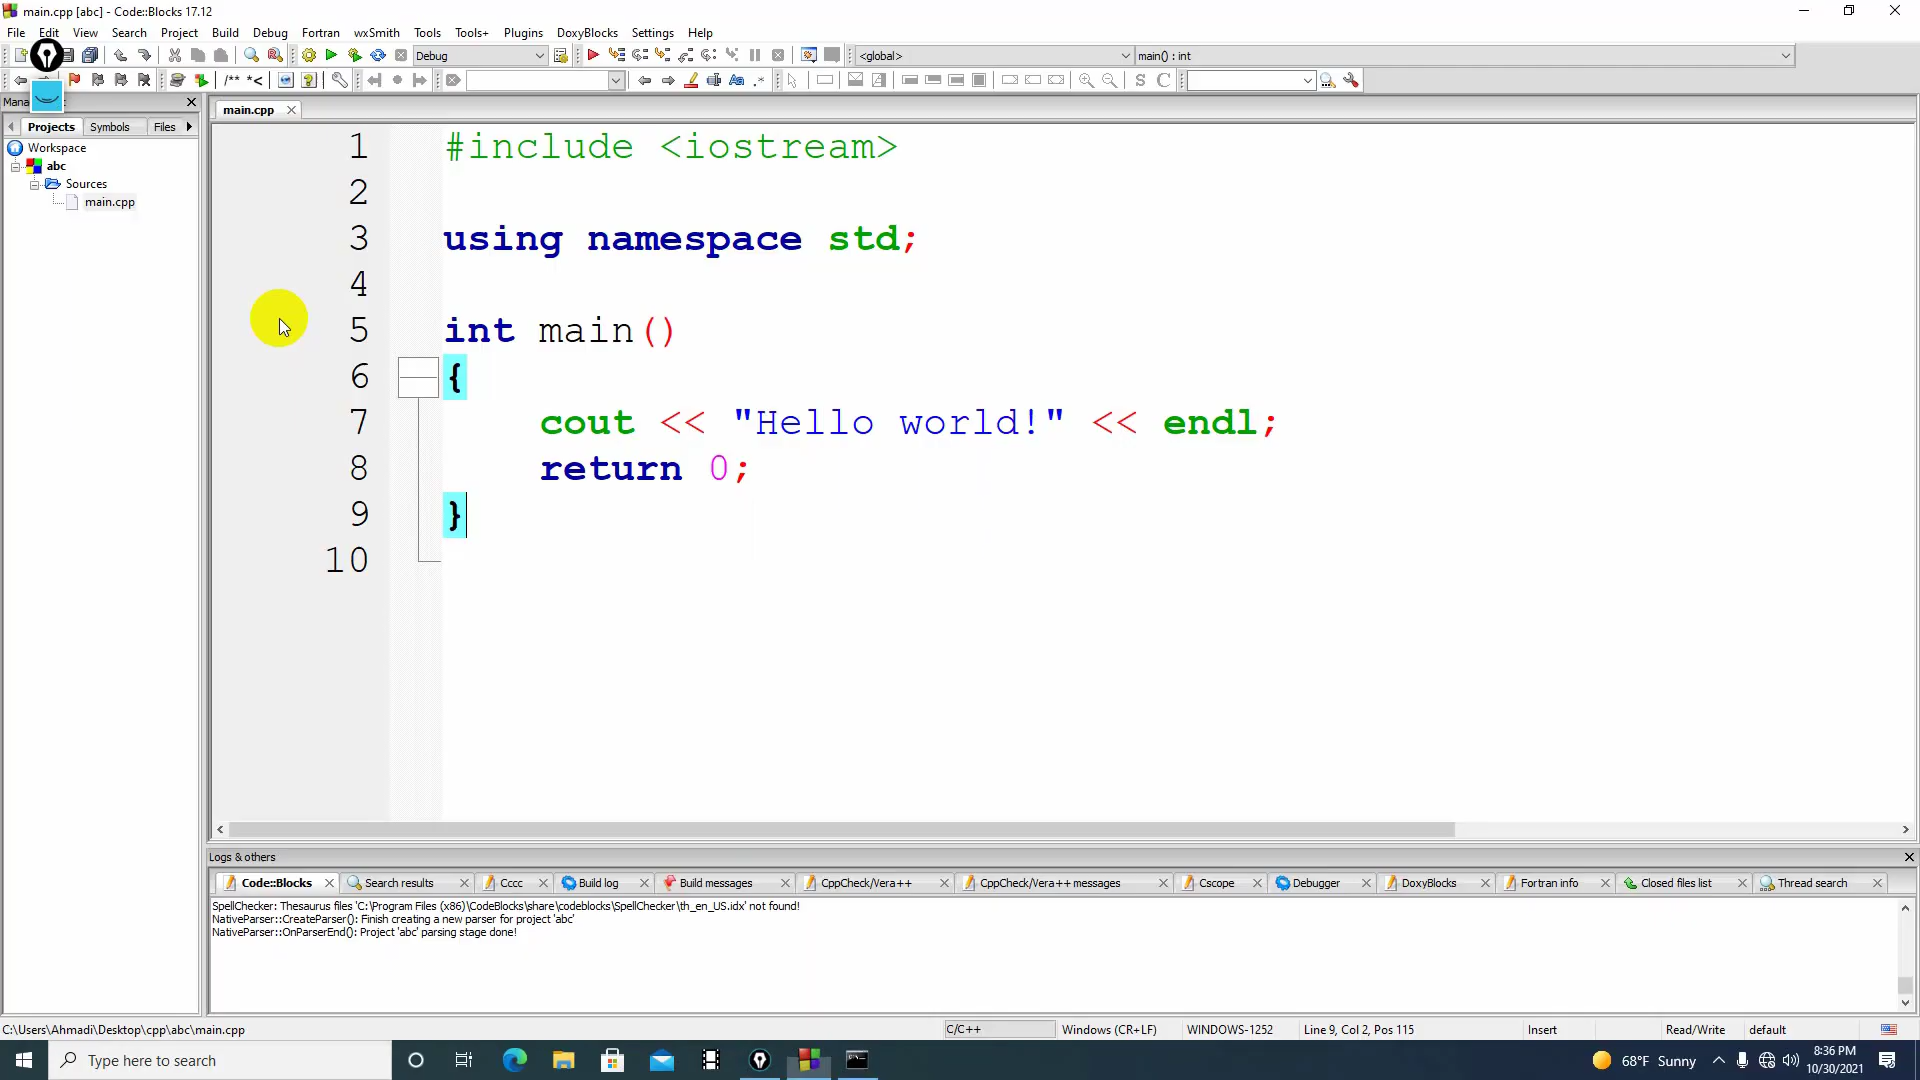 main.cpp [abc] - Code::Blocks 17.12
File Edit View Search Project Build Debug Fortran wxSmith Tools Tools+ Plugins DoxyBlocks Settings Help
Debug <global> main() : int
/** *< Aa .* S C
main.cpp
Projects Symbols Files
Workspace
abc
Sources
main.cpp
1 #include <iostream>
2
3 using namespace std;
4
5 int main()
6 {
7 cout << "Hello world!" << endl;
8 return 0;
9 }
10
Logs & others
Code::Blocks Search results Cccc Build log Build messages CppCheck/Vera++ CppCheck/Vera++ messages Cscope Debugger DoxyBlocks Fortran info Closed files list Thread search
SpellChecker: Thesaurus files 'C:\Program Files (x86)\CodeBlocks\share\codeblocks\SpellChecker\th_en_US.idx' not found!
NativeParser::CreateParser(): Finish creating a new parser for project 'abc'
NativeParser::OnParserEnd(): Project 'abc' parsing stage done!
C:\Users\Ahmadi\Desktop\cpp\abc\main.cpp C/C++ Windows (CR+LF) WINDOWS-1252 Line 9, Col 2, Pos 115 Insert Read/Write default
Type here to search 68°F Sunny 8:36 PM
10/30/2021